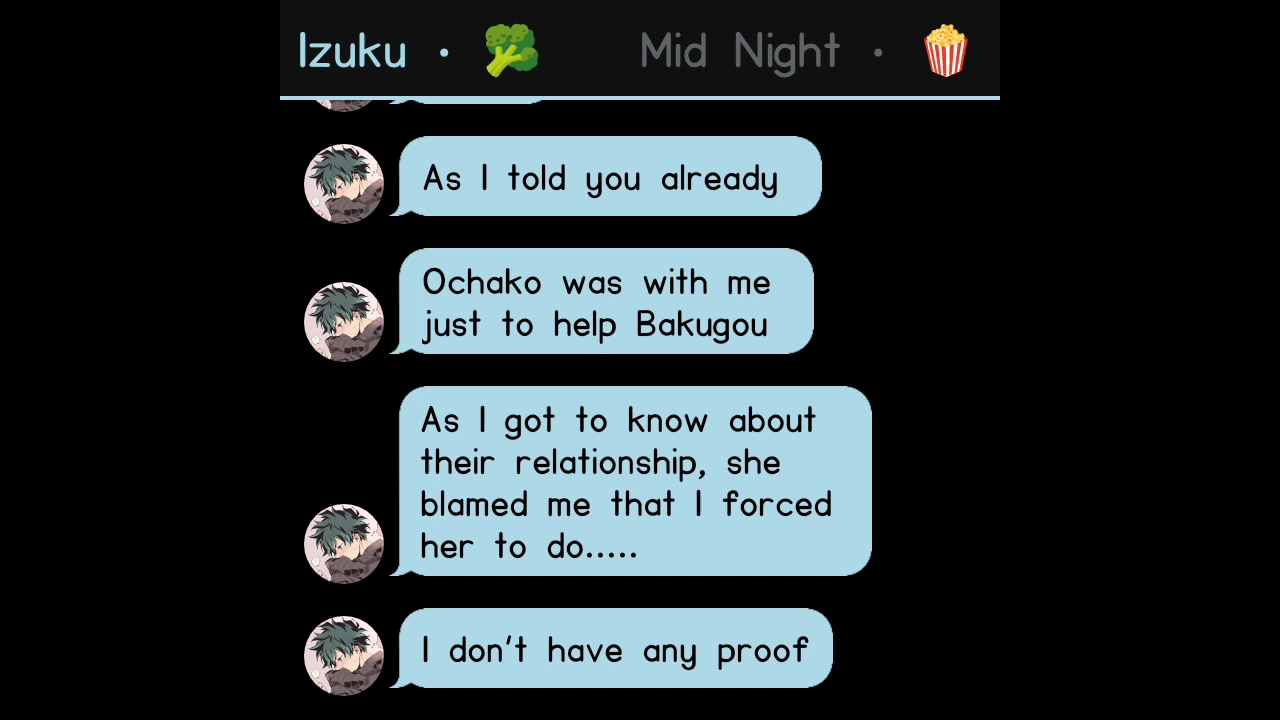 Izuku • 🥦 Mid Night • 🍿
As I told you already
Ochako was with me
just to help Bakugou
As I got to know about
their relationship, she
blamed me that I forced
her to do.....
I don't have any proof